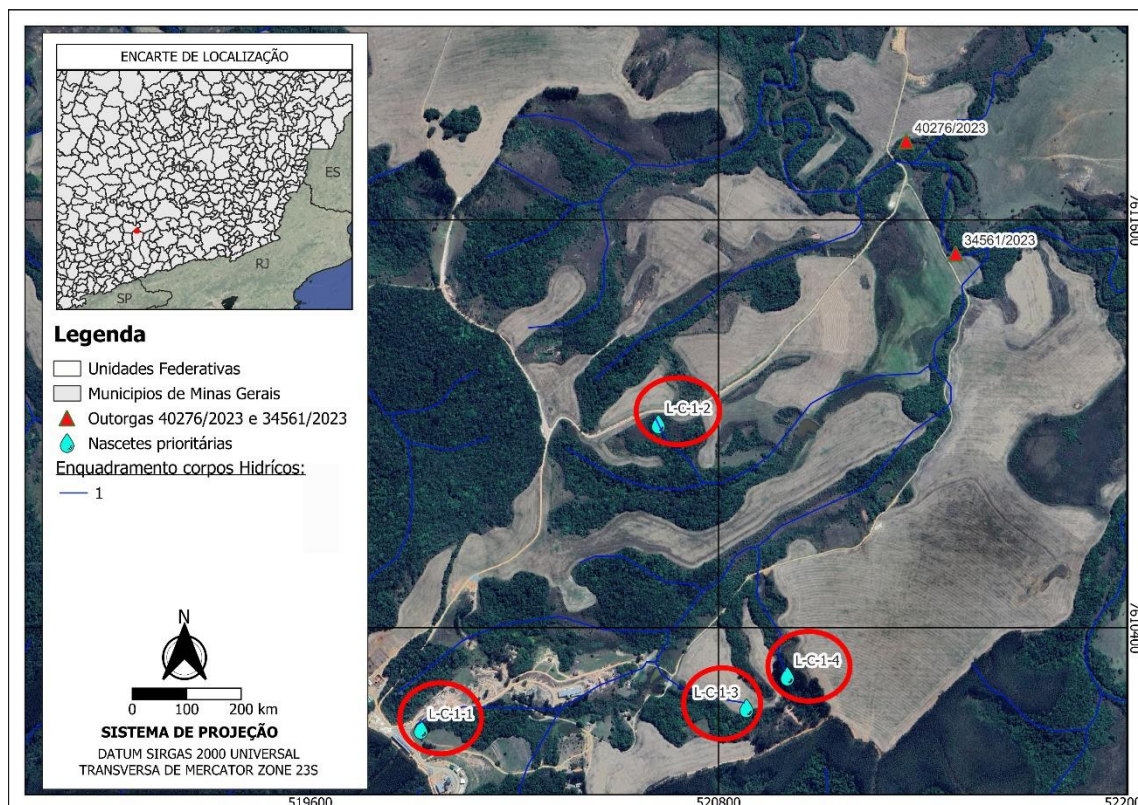 ENCARTE DE LOCALIZAÇÃO
ES
RJ
SP
Legenda
Unidades Federativas
Municipios de Minas Gerais
Outorgas 40276/2023 e 34561/2023
Nascetes prioritárias
Enquadramento corpos Hidrícos:
1
N
0 100 200 km
SISTEMA DE PROJEÇÃO
DATUM SIRGAS 2000 UNIVERSAL
TRANSVERSA DE MERCATOR ZONE 23S
40276/2023
34561/2023
L-C-1-2
L-C-1-4
L-C-1-3
L-C-1-1
7611600
7610400
519600
520800
52200